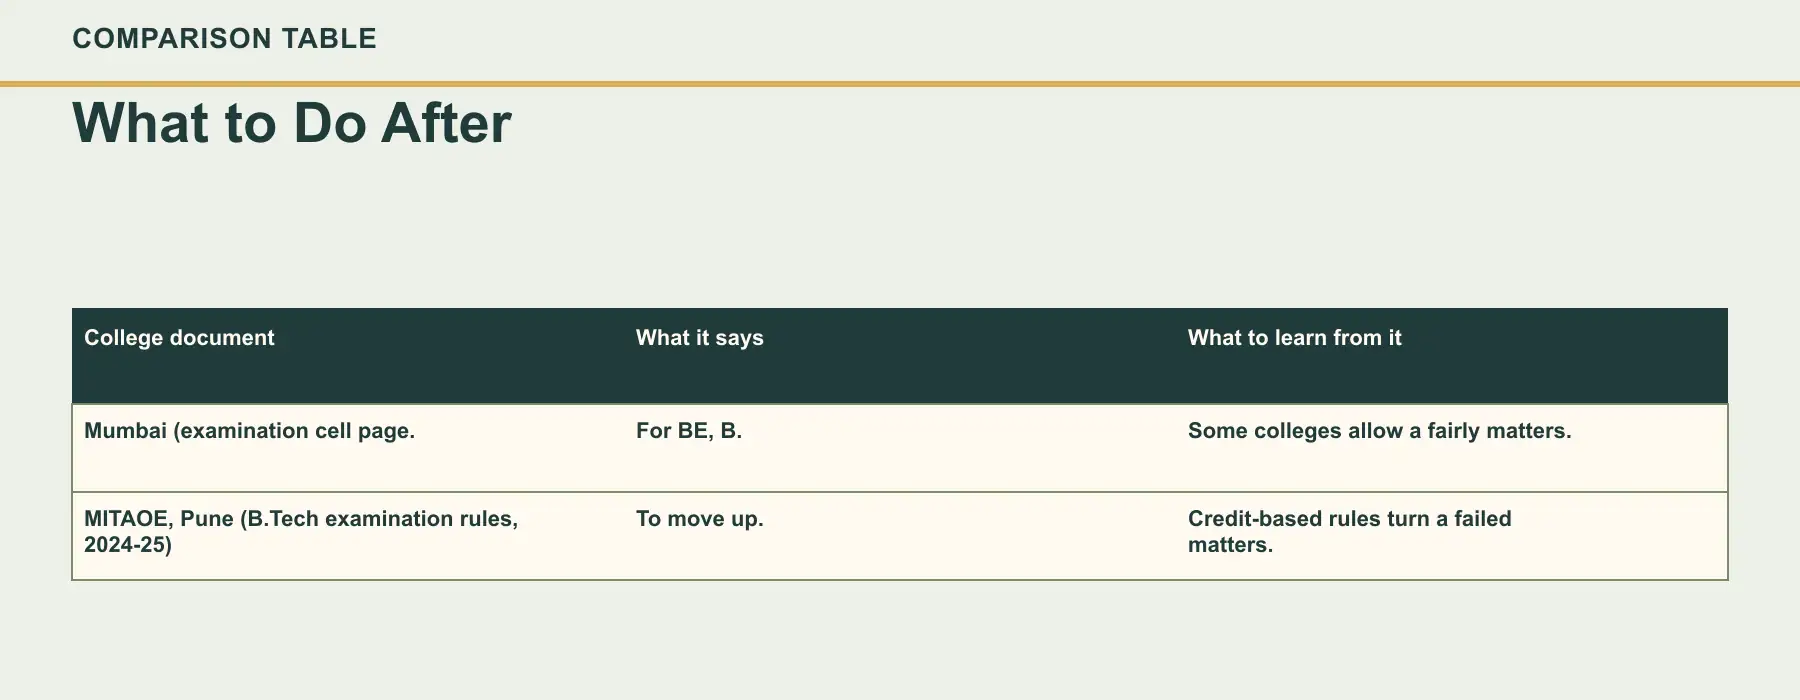 COMPARISON TABLE
What to Do After
College document
What it says
What to learn from it
Mumbai (examination cell page.
For BE, B.
Some colleges allow a fairly matters.
MITAOE, Pune (B.Tech examination rules,
2024-25)
To move up.
Credit-based rules turn a failed
matters.